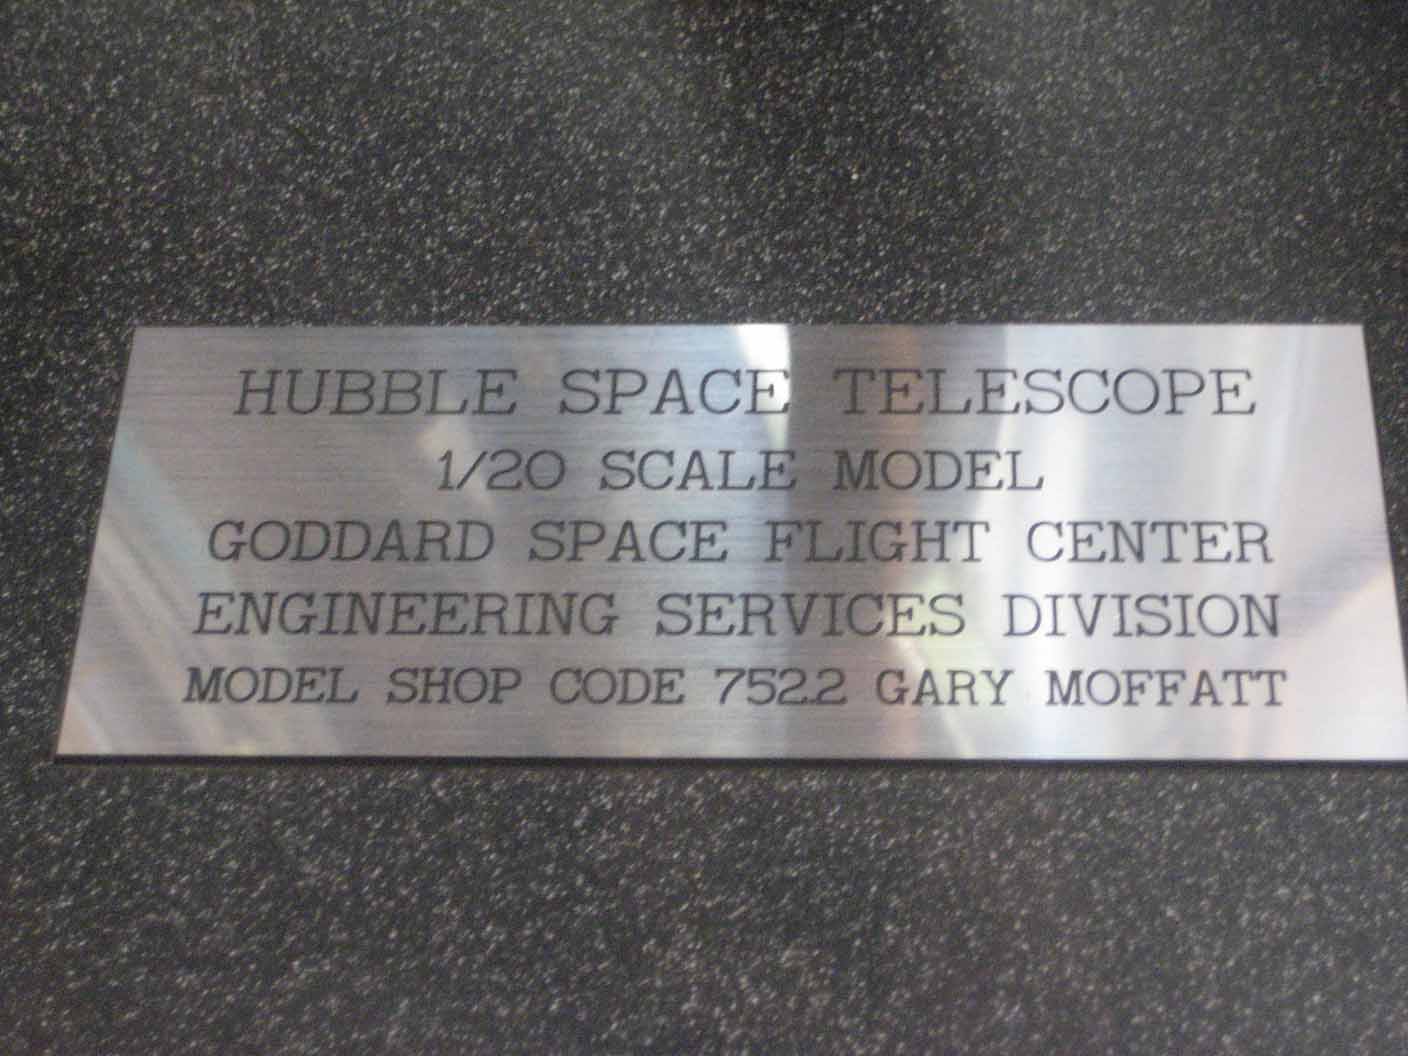 HUBBLE SPACE TELESCOPE
1/20 SCALE MODEL
GODDARD SPACE FLIGHT CENTER
ENGINEERING SERVICES DIVISION
MODEL SHOP CODE 752.2 GARY MOFFATT